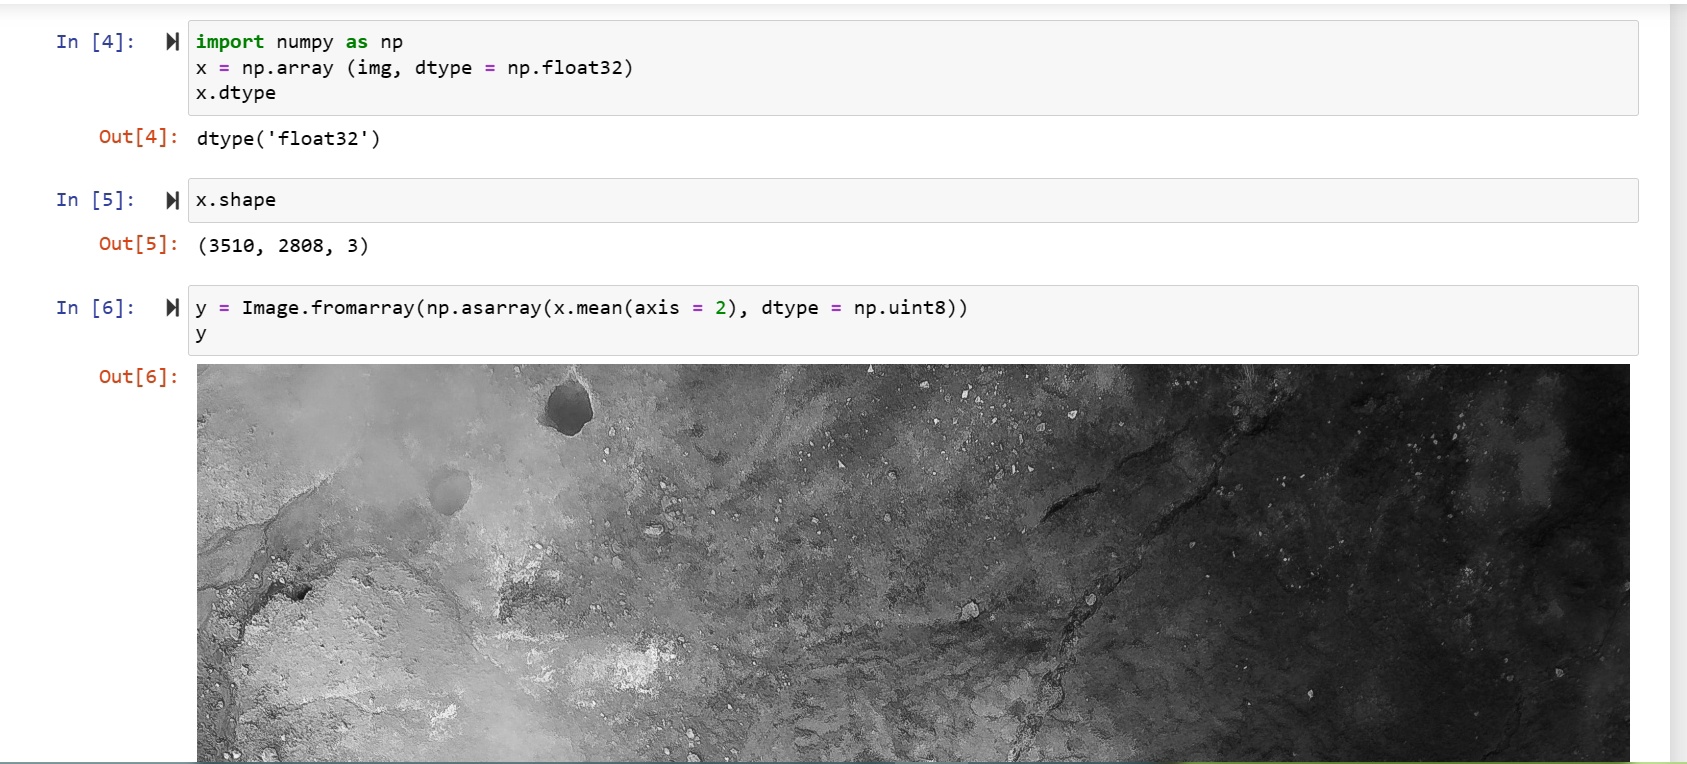 In [4]:
import numpy as np
x = np.array (img, dtype = np.float32)
x.dtype
Out[4]: dtype('float32')
In [5]: x.shape
Out[5]: (3510, 2808, 3)
In [6]: y = Image.fromarray(np.asarray(x.mean(axis = 2), dtype = np.uint8))
y
Out[6]: